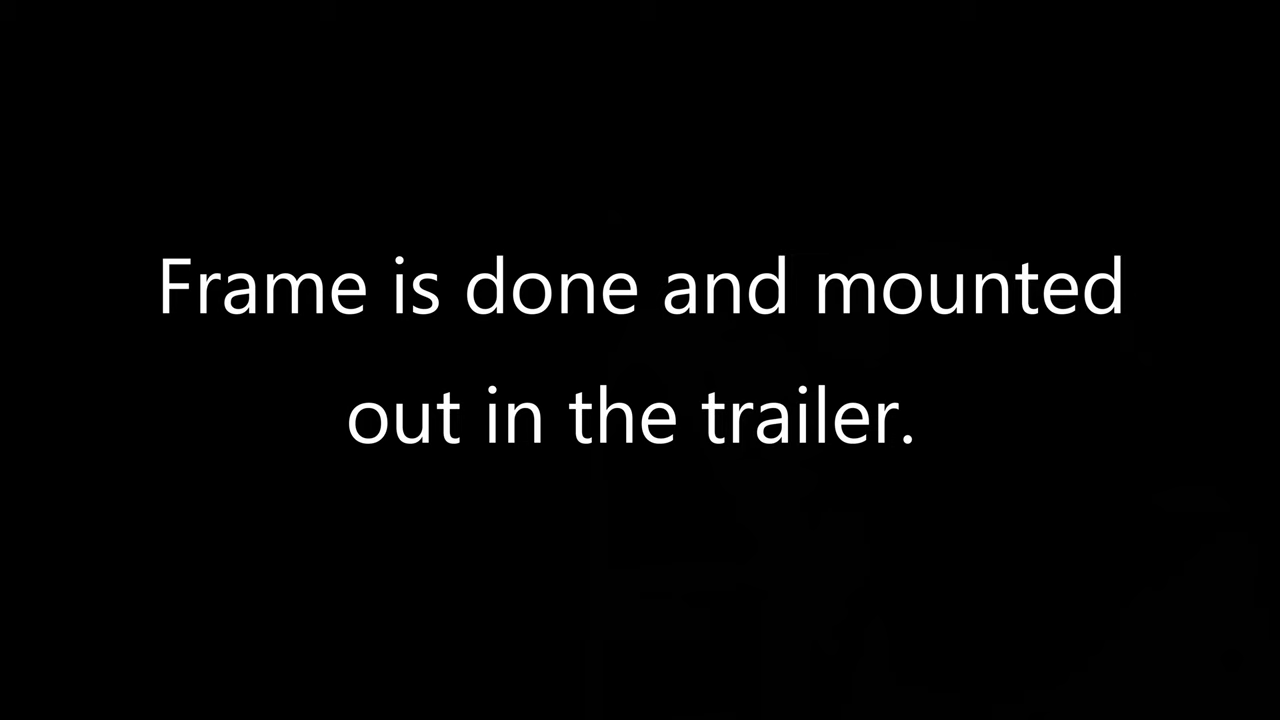 Frame is done and mounted
out in the trailer.